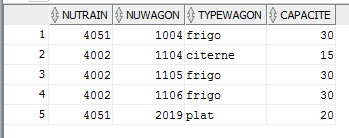 NUTRAIN NUWAGON TYPEWAGON CAPACITE
1 4051 1004 frigo 30
2 4002 1104 citerne 15
3 4002 1105 frigo 30
4 4002 1106 frigo 30
5 4051 2019 plat 20